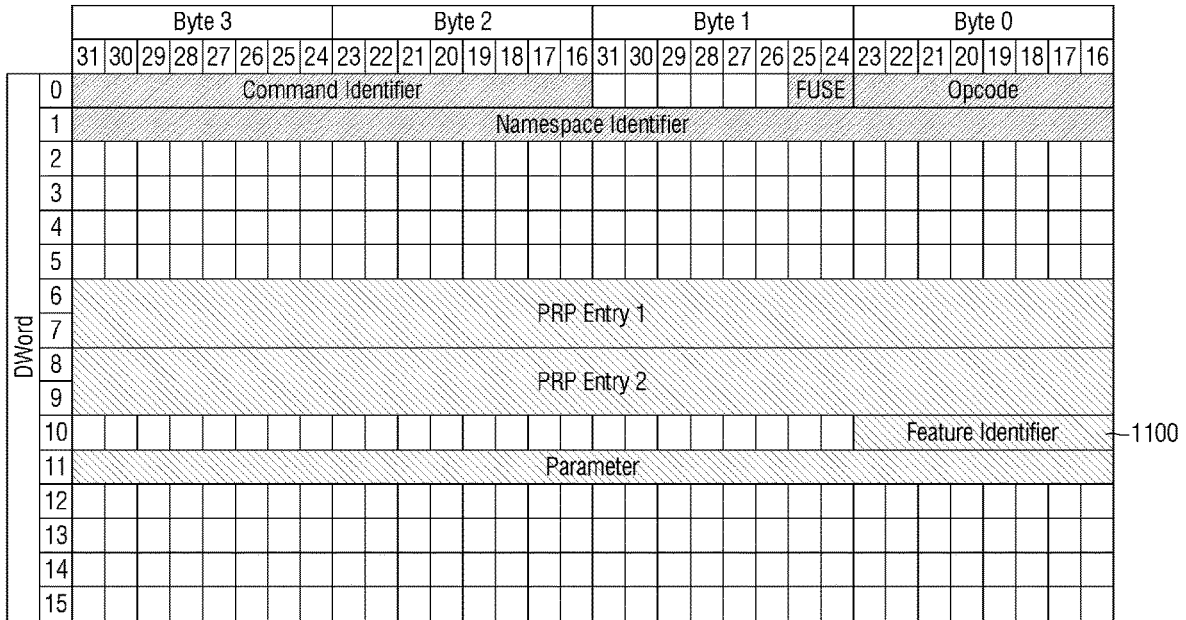 Byte 3 Byte 2 Byte 1 Byte 0
31 30 29 28 27 26 25 24 23 22 21 20 19 18 17 16 31 30 29 28 27 26 25 24 23 22 21 20 19 18 17 16
0 Command Identifier FUSE Opcode
1 Namespace Identifier
2
3
4
5
6
PRP Entry 1
7
DWord
8
PRP Entry 2
9
10 Feature Identifier 1100
11 Parameter
12
13
14
15